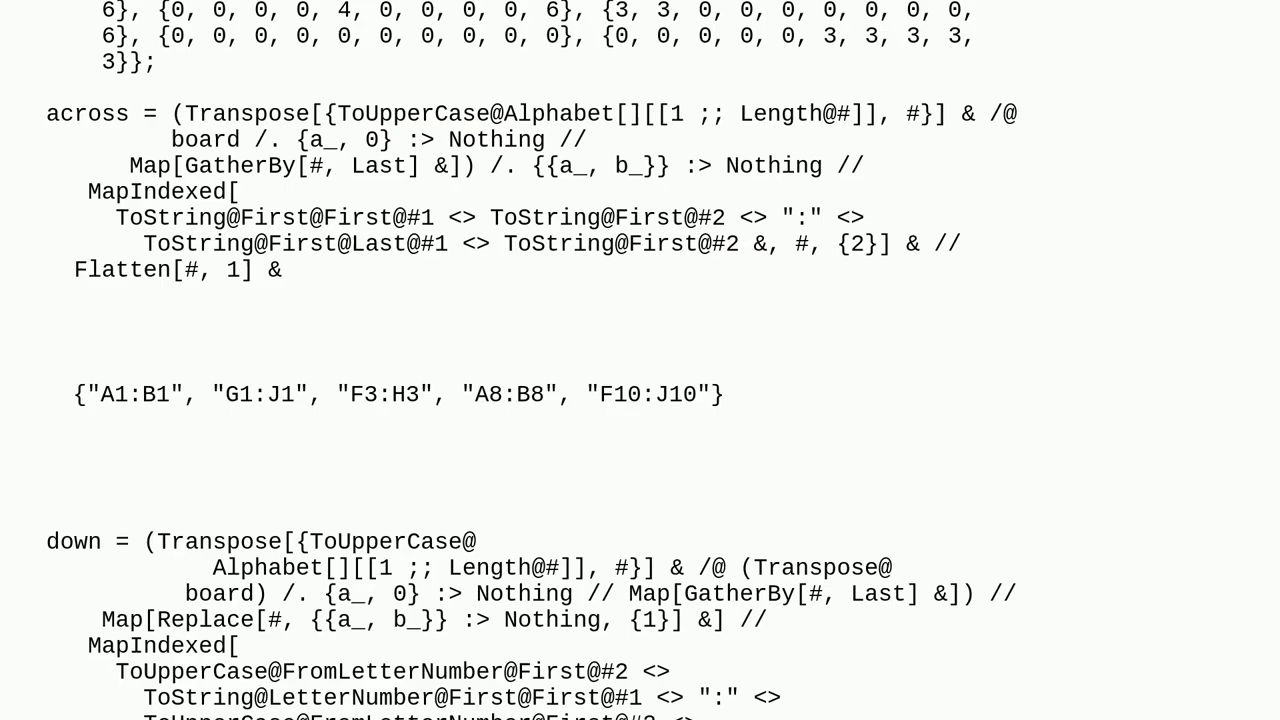 6}, {0, 0, 0, 0, 4, 0, 0, 0, 0, 6}, {3, 3, 0, 0, 0, 0, 0, 0, 0,
6}, {0, 0, 0, 0, 0, 0, 0, 0, 0, 0}, {0, 0, 0, 0, 0, 3, 3, 3, 3,
3}};
across = (Transpose[{ToUpperCase@Alphabet[][[1 ;; Length@#]], #}] & /@
board /. {a_, 0} :> Nothing //
Map[GatherBy[#, Last] &]) /. {{a_, b_}} :> Nothing //
MapIndexed[
ToString@First@First@#1 <> ToString@First@#2 <> ":" <>
ToString@First@Last@#1 <> ToString@First@#2 &, #, {2}] & //
Flatten[#, 1] &
{"A1:B1", "G1:J1", "F3:H3", "A8:B8", "F10:J10"}
down = (Transpose[{ToUpperCase@
Alphabet[][[1 ;; Length@#]], #}] & /@ (Transpose@
board) /. {a_, 0} :> Nothing // Map[GatherBy[#, Last] &]) //
Map[Replace[#, {{a_, b_}} :> Nothing, {1}] &] //
MapIndexed[
ToUpperCase@FromLetterNumber@First@#2 <>
ToString@LetterNumber@First@First@#1 <> ":" <>
ToUpperCase@FromLetterNumber@First@#2 <>